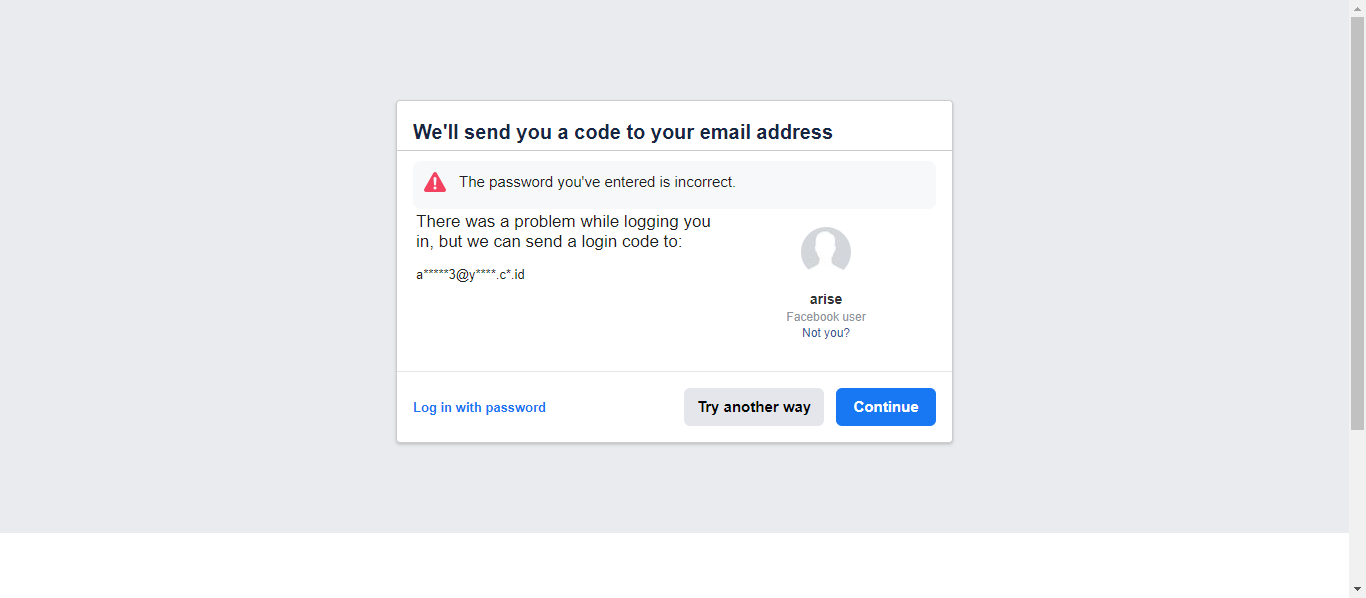 We'll send you a code to your email address
The password you've entered is incorrect.
There was a problem while logging you
in, but we can send a login code to:
a*****3@y****.c*.id
arise
Facebook user
Not you?
Log in with password
Try another way
Continue